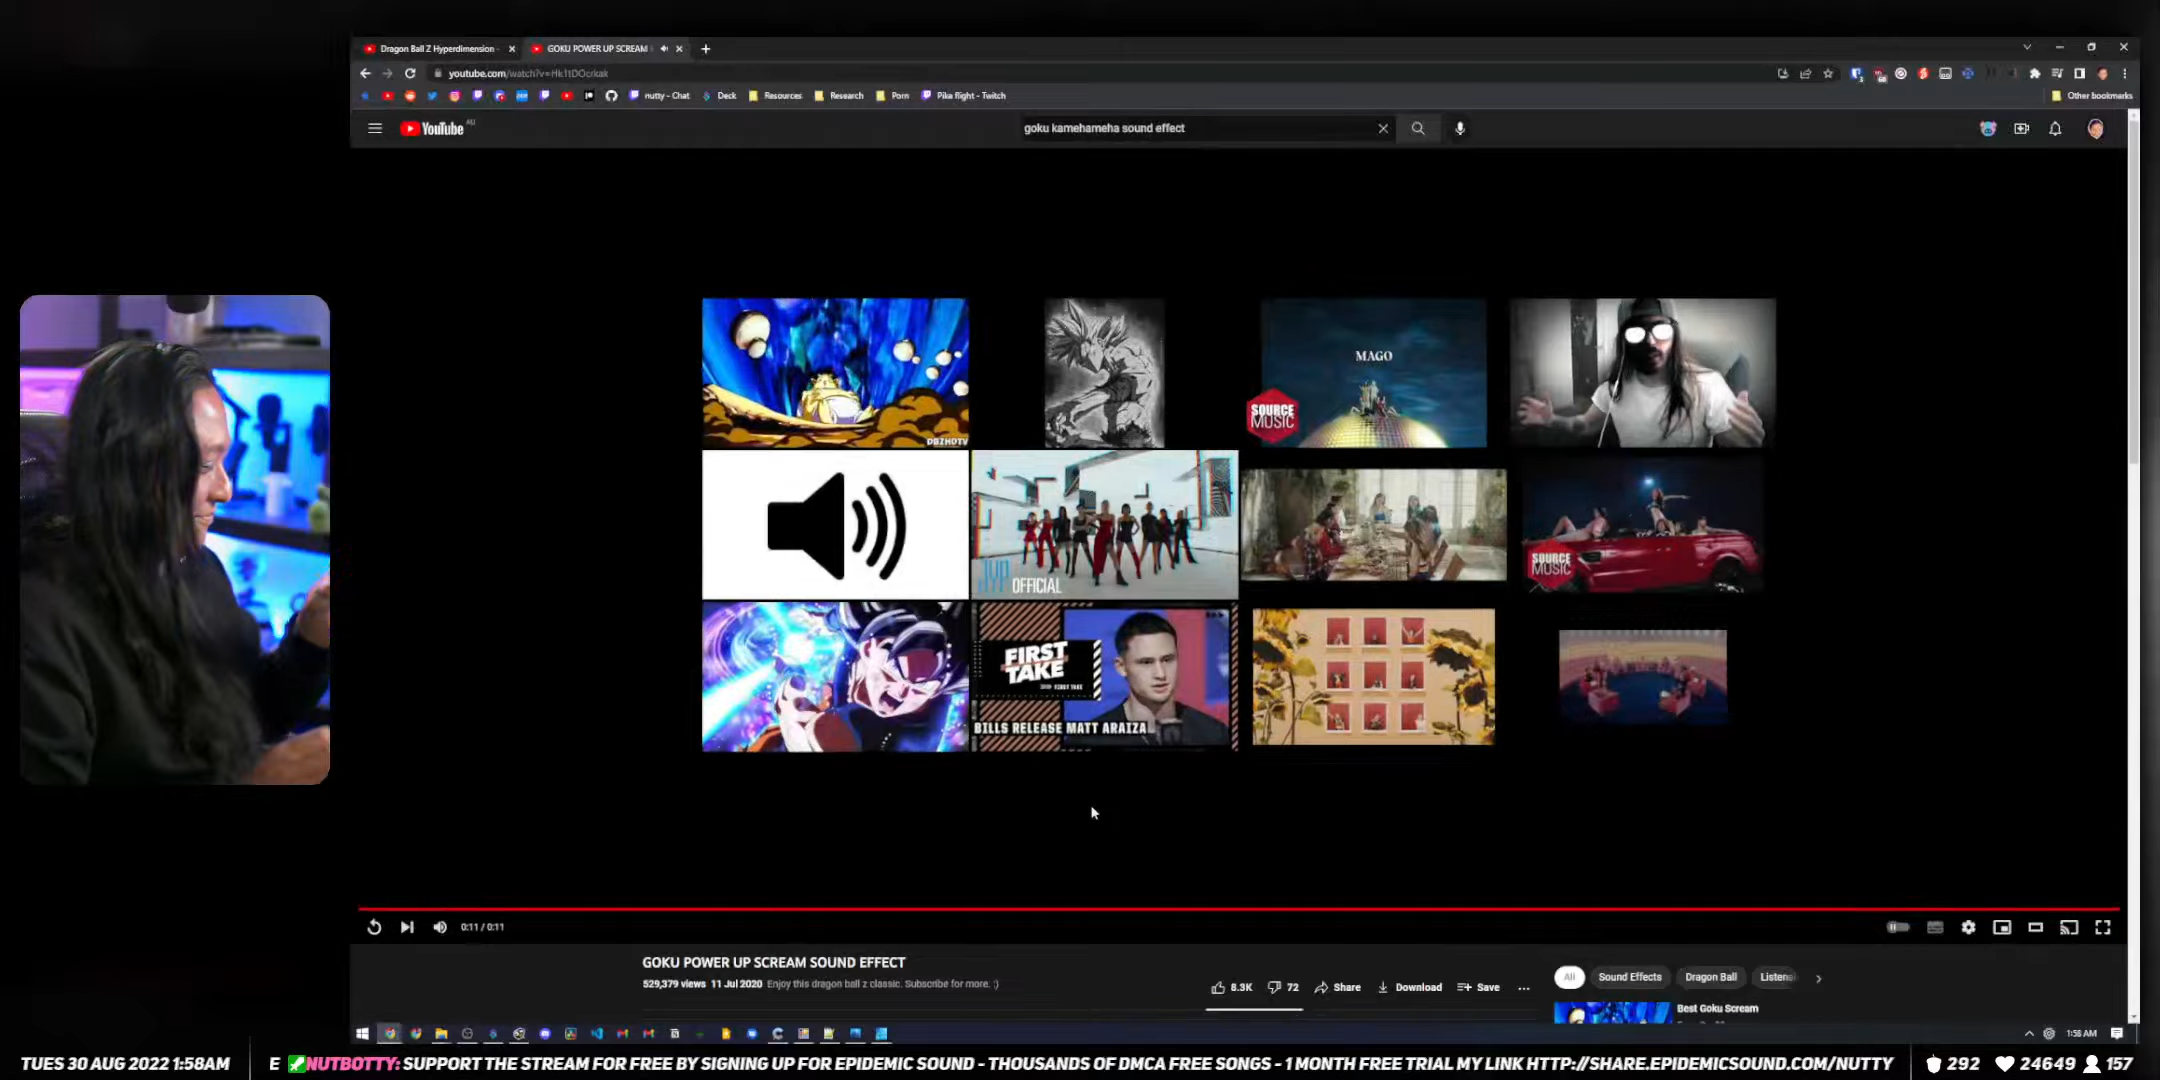 Dragon Ball Z Hyperdimension -
GOKU POWER UP SCREAM
youtube.com/watch?v=Hk1tDOcrkak
nutty - Chat
Deck
Resources
Research
Porn
Pika flight - Twitch
Other bookmarks
YouTube AU
goku kamehameha sound effect
DBZHDTV
MAGO
SOURCE
MUSIC
JYP OFFICIAL
SOURCE
MUSIC
FIRST
TAKE
FIRST TAKE
BILLS RELEASE MATT ARAIZA
0:11 / 0:11
GOKU POWER UP SCREAM SOUND EFFECT
529,379 views 11 Jul 2020 Enjoy this dragon ball z classic. Subscribe for more. :)
8.3K
72
Share
Download
Save
All
Sound Effects
Dragon Ball
Listena
Best Goku Scream
1:58 AM
TUES 30 AUG 2022 1:58AM
E NUTBOTTY: SUPPORT THE STREAM FOR FREE BY SIGNING UP FOR EPIDEMIC SOUND - THOUSANDS OF DMCA FREE SONGS - 1 MONTH FREE TRIAL MY LINK HTTP://SHARE.EPIDEMICSOUND.COM/NUTTY
292
24649
157